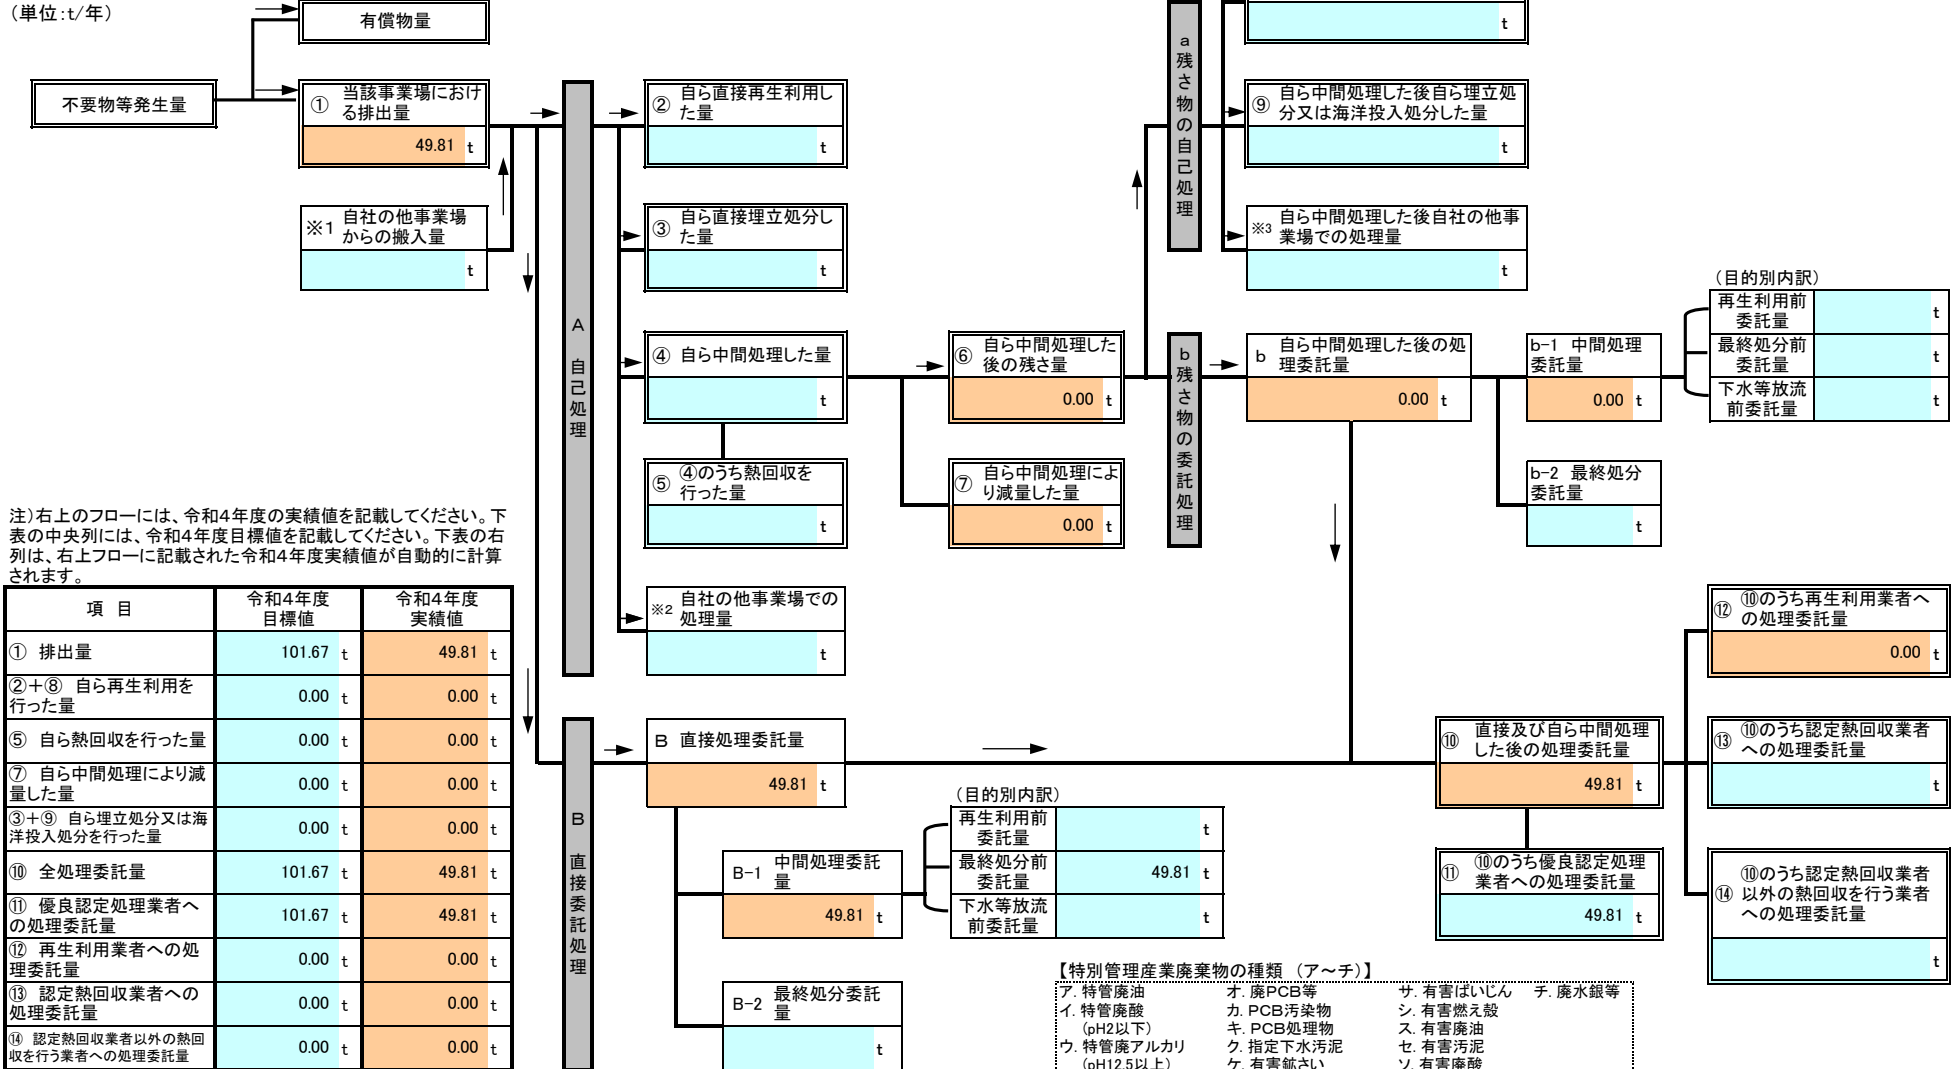 (単位:t/年)
有償物量
不要物等発生量
① 当該事業場におけ
る排出量
49.81 t
※1 自社の他事業場
からの搬入量
t
A 自己処理
② 自ら直接再生利用し
た量
t
③ 自ら直接埋立処分し
た量
t
④ 自ら中間処理した量
t
⑤ ④のうち熱回収を
行った量
t
※2 自社の他事業場での
処理量
t
⑥ 自ら中間処理した
後の残さ量
0.00 t
⑦ 自ら中間処理によ
り減量した量
0.00 t
a 残さ物の自己処理
t
⑨ 自ら中間処理した後自ら埋立処
分又は海洋投入処分した量
t
※3 自ら中間処理した後自社の他事
業場での処理量
t
b 残さ物の委託処理
b 自ら中間処理した後の処
理委託量
0.00 t
b-1 中間処理
委託量
0.00 t
b-2 最終処分
委託量
t
(目的別内訳)
再生利用前
委託量
t
最終処分前
委託量
t
下水等放流
前委託量
t
注)右上のフローには、令和4年度の実績値を記載してください。下
表の中央列には、令和4年度目標値を記載してください。下表の右
列は、右上フローに記載された令和4年度実績値が自動的に計算
されます。
項 目 令和4年度 目標値 令和4年度 実績値
① 排出量 101.67 t 49.81 t
②+⑧ 自ら再生利用を
行った量 0.00 t 0.00 t
⑤ 自ら熱回収を行った量 0.00 t 0.00 t
⑦ 自ら中間処理により減
量した量 0.00 t 0.00 t
③+⑨ 自ら埋立処分又は海
洋投入処分を行った量 0.00 t 0.00 t
⑩ 全処理委託量 101.67 t 49.81 t
⑪ 優良認定処理業者へ
の処理委託量 101.67 t 49.81 t
⑫ 再生利用業者への処
理委託量 0.00 t 0.00 t
⑬ 認定熱回収業者への
処理委託量 0.00 t 0.00 t
⑭ 認定熱回収業者以外の熱回
収を行う業者への処理委託量 0.00 t 0.00 t
B 直接委託処理
B 直接処理委託量
49.81 t
B-1 中間処理委託
量
49.81 t
B-2 最終処分委託
量
t
(目的別内訳)
再生利用前
委託量
t
最終処分前
委託量
49.81 t
下水等放流
前委託量
t
⑩ 直接及び自ら中間処理
した後の処理委託量
49.81 t
⑪ ⑩のうち優良認定処理
業者への処理委託量
49.81 t
⑫ ⑩のうち再生利用業者へ
の処理委託量
0.00 t
⑬ ⑩のうち認定熱回収業者
への処理委託量
t
⑭ ⑩のうち認定熱回収業者
以外の熱回収を行う業者
への処理委託量
t
【特別管理産業廃棄物の種類 (ア~チ)】
ア. 特管廃油 オ. 廃PCB等 サ. 有害ばいじん チ. 廃水銀等
イ. 特管廃酸 カ. PCB汚染物 シ. 有害燃え殻
(pH2以下) キ. PCB処理物 ス. 有害廃油
ウ. 特管廃アルカリ ク. 指定下水汚泥 セ. 有害汚泥
(pH12.5以上) ケ. 有害鉱さい ソ. 有害廃酸